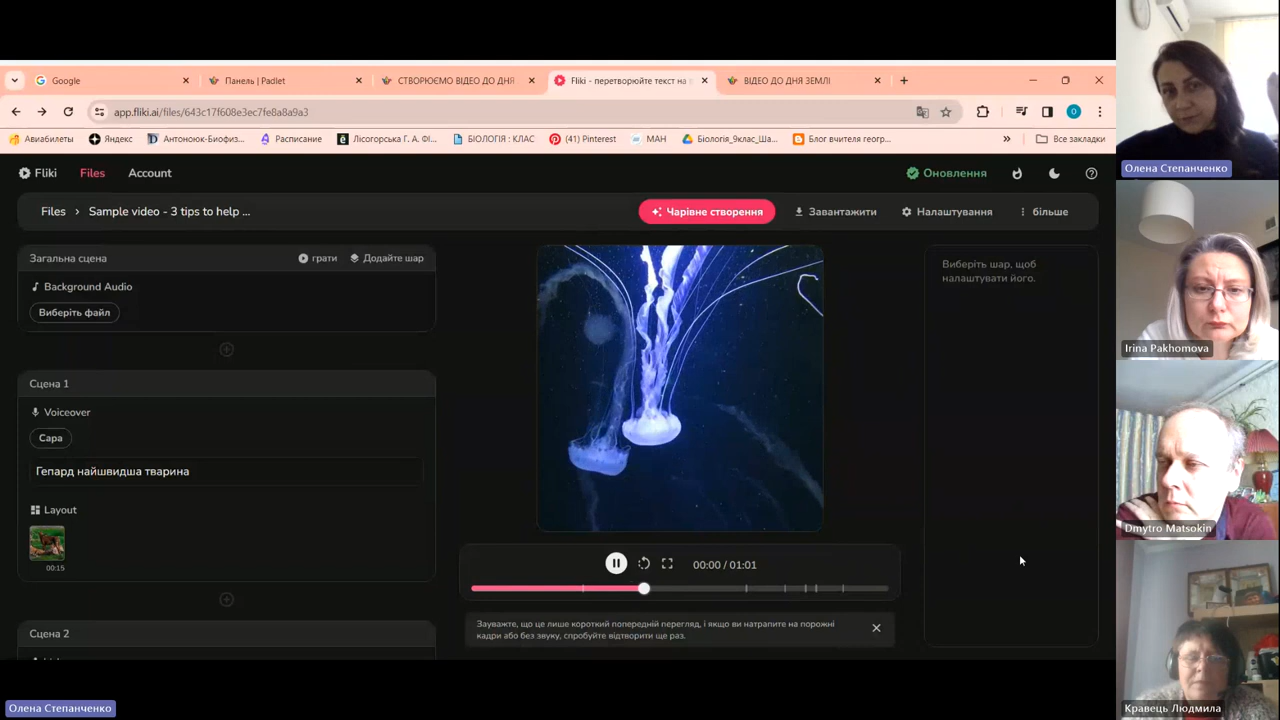 Google
Панель | Padlet
СТВОРЮЄМО ВІДЕО ДО ДНЯ
Fliki - перетворюйте текст на
ВІДЕО ДО ДНЯ ЗЕМЛІ
app.fliki.ai/files/643c17f608e3ec7fe8a8a9a3
Авиабилеты
Яндекс
Антонюк-Биофиз...
Расписание
Лісогорська Г. А. Фі...
БІОЛОГІЯ : КЛАС
(41) Pinterest
МАН
Біологія_9клас_Ша...
Блог вчителя геогр...
»
Все закладки
Fliki
Files
Account
Оновлення
Files > Sample video - 3 tips to help ...
Чарівне створення
Завантажити
Налаштування
більше
Загальна сцена
грати
Додайте шар
Background Audio
Виберіть файл
Сцена 1
Voiceover
Сара
Гепард найшвидша тварина
Layout
00:15
Сцена 2
00:00 / 01:01
Зауважте, що це лише короткий попередній перегляд, і якщо ви натрапите на порожні
кадри або без звуку, спробуйте відтворити ще раз.
Виберіть шар, щоб
налаштувати його.
Олена Степанченко
Irina Pakhomova
Dmytro Matsokin
Кравець Людмила
Олена Степанченко